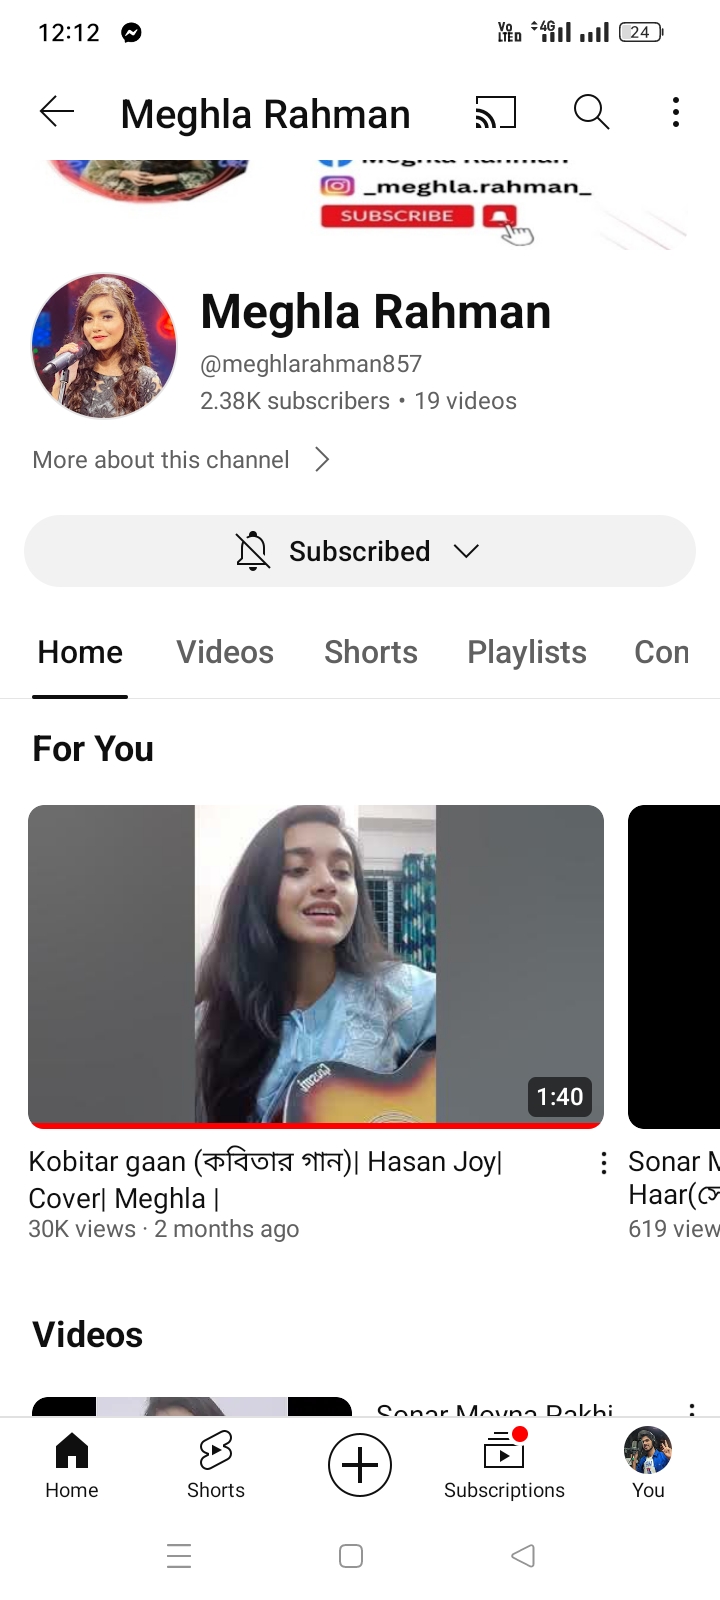 12:12
Vo LTED 4G 24
Meghla Rahman
_meghla.rahman_
SUBSCRIBE
Meghla Rahman
@meghlarahman857
2.38K subscribers • 19 videos
More about this channel
Subscribed
Home Videos Shorts Playlists Con
For You
1:40
Kobitar gaan (কবিতার গান)| Hasan Joy|
Cover| Meghla |
30K views · 2 months ago
Sonar M
Haar(সে
619 view
Videos
Sonar Moyna Pakhi
Home Shorts Subscriptions You